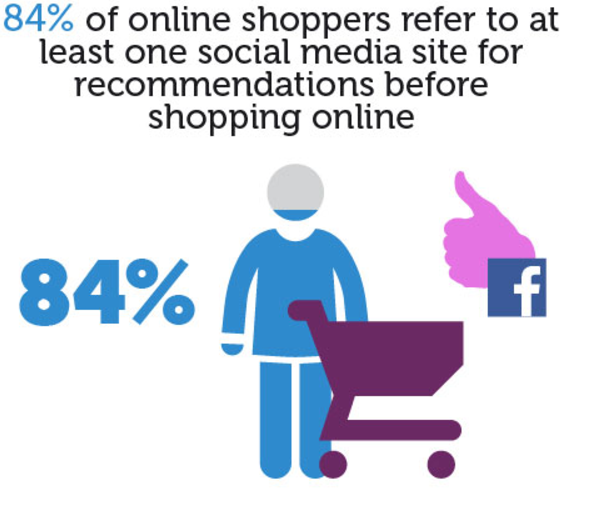 84% of online shoppers refer to at
least one social media site for
recommendations before
shopping online
84%
f